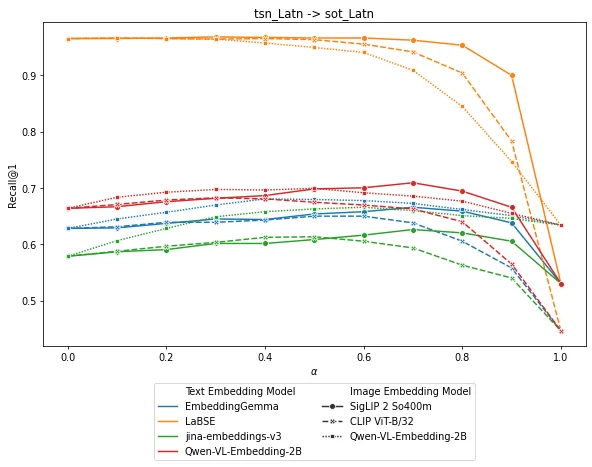 tsn_Latn -> sot_Latn
Recall@1
0.9
0.8
0.7
0.6
0.5
0.0 0.2 0.4 0.6 0.8 1.0
α
Text Embedding Model Image Embedding Model
EmbeddingGemma SigLIP 2 So400m
LaBSE CLIP ViT-B/32
jina-embeddings-v3 Qwen-VL-Embedding-2B
Qwen-VL-Embedding-2B